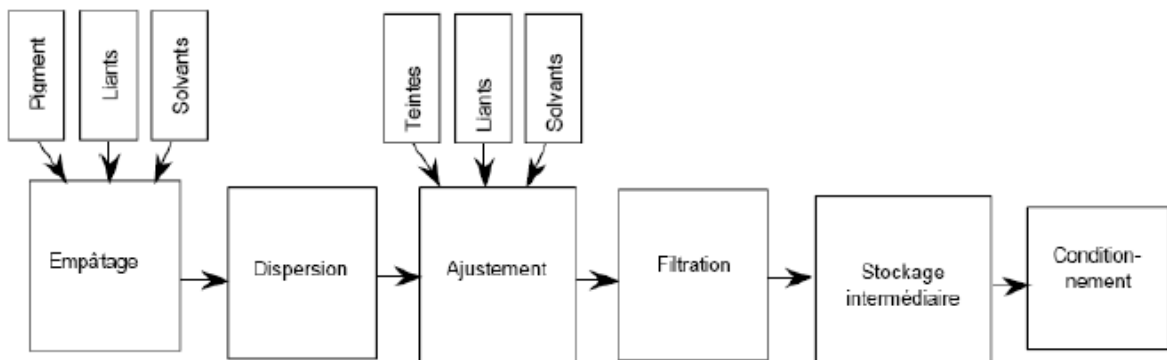 Pigment
Liants
Solvants
Teintes
Liants
Solvants
Empâtage
Dispersion
Ajustement
Filtration
Stockage
intermédiaire
Condition-
nement